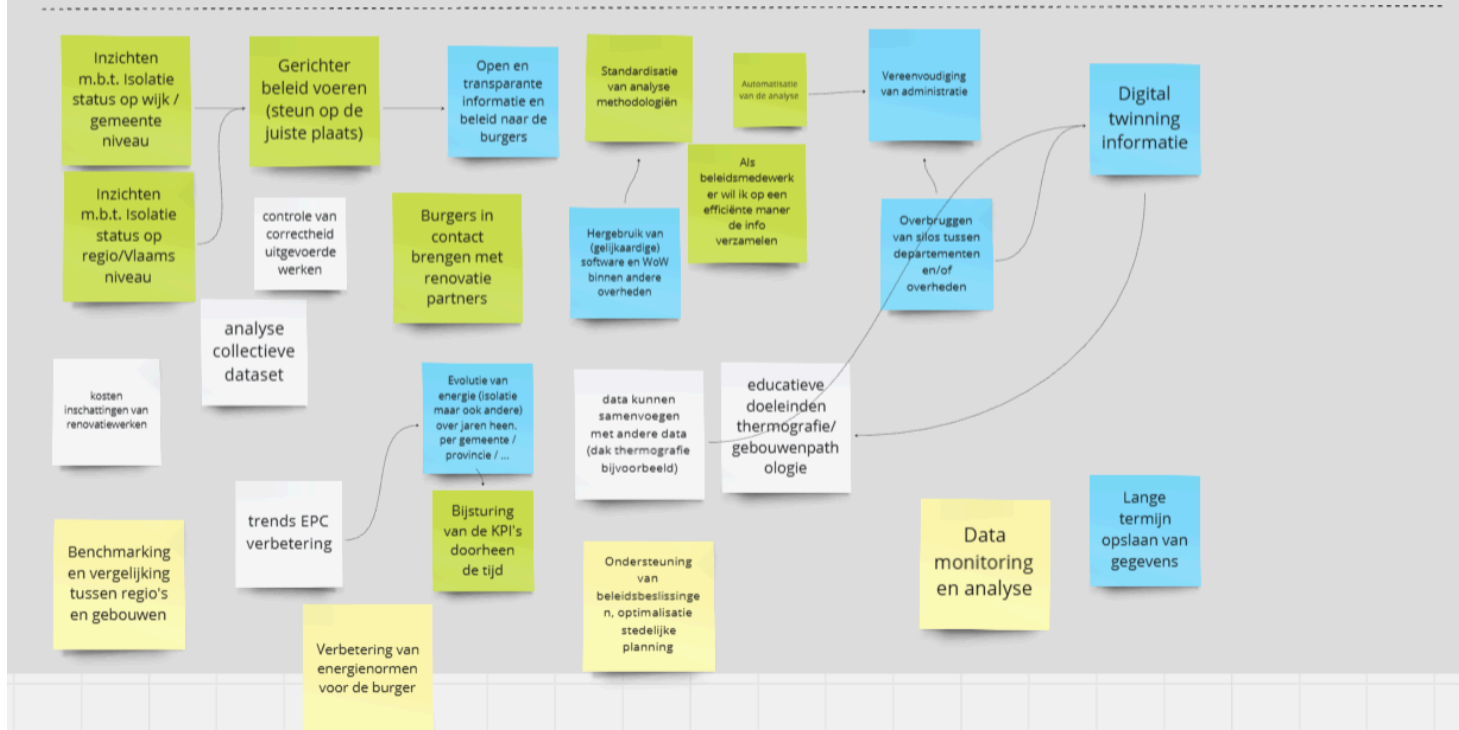 Inzichten
m.b.t. Isolatie
status op wijk /
gemeente
niveau
Gerichter
beleid voeren
(steun op de
juiste plaats)
Open en
transparante
informatie en
beleid naar de
burgers
Standardisatie
van analyse
methodologiën
Automatisatie
van de analyse
Vereenvoudiging
van administratie
Digital
twinning
informatie
Inzichten
m.b.t. Isolatie
status op
regio/Vlaams
niveau
controle van
correctheid
uitgevoerde
werken
Burgers in
contact
brengen met
renovatie
partners
Hergebruik van
(gelijkaardige)
software en WoW
binnen andere
overheden
Als
beleidsmedewerk
er wil ik op een
efficiënte maner
de info
verzamelen
Overbruggen
van silos tussen
departementen
en/of
overheden
analyse
collectieve
dataset
kosten
inschattingen van
renovatiewerken
Evolutie van
energie (isolatie
maar ook andere)
over jaren heen.
per gemeente /
provincie / ...
data kunnen
samenvoegen
met andere data
(dak thermografie
bijvoorbeeld)
educatieve
doeleinden
thermografie/
gebouwenpath
ologie
trends EPC
verbetering
Bijsturing
van de KPI's
doorheen
de tijd
Benchmarking
en vergelijking
tussen regio's
en gebouwen
Ondersteuning
van
beleidsbeslissinge
n, optimalisatie
stedelijke
planning
Data
monitoring
en analyse
Lange
termijn
opslaan van
gegevens
Verbetering van
energienormen
voor de burger